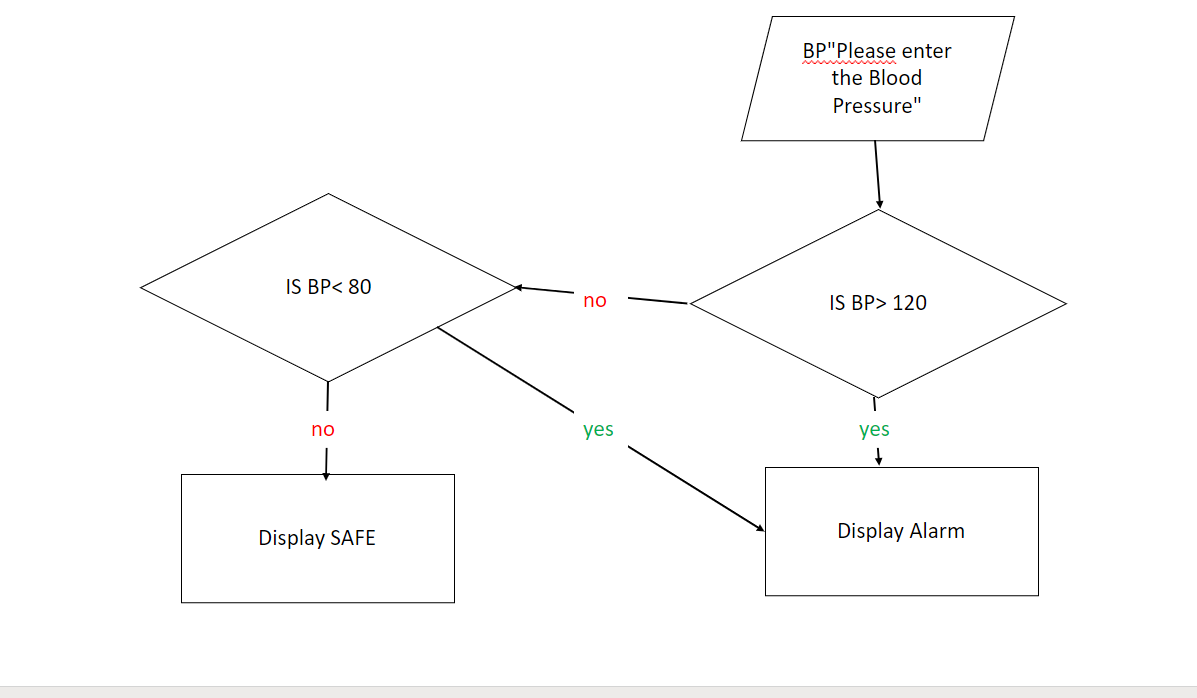 BP"Please enter
the Blood
Pressure"
IS BP> 120
no
IS BP< 80
yes
yes
no
Display Alarm
Display SAFE